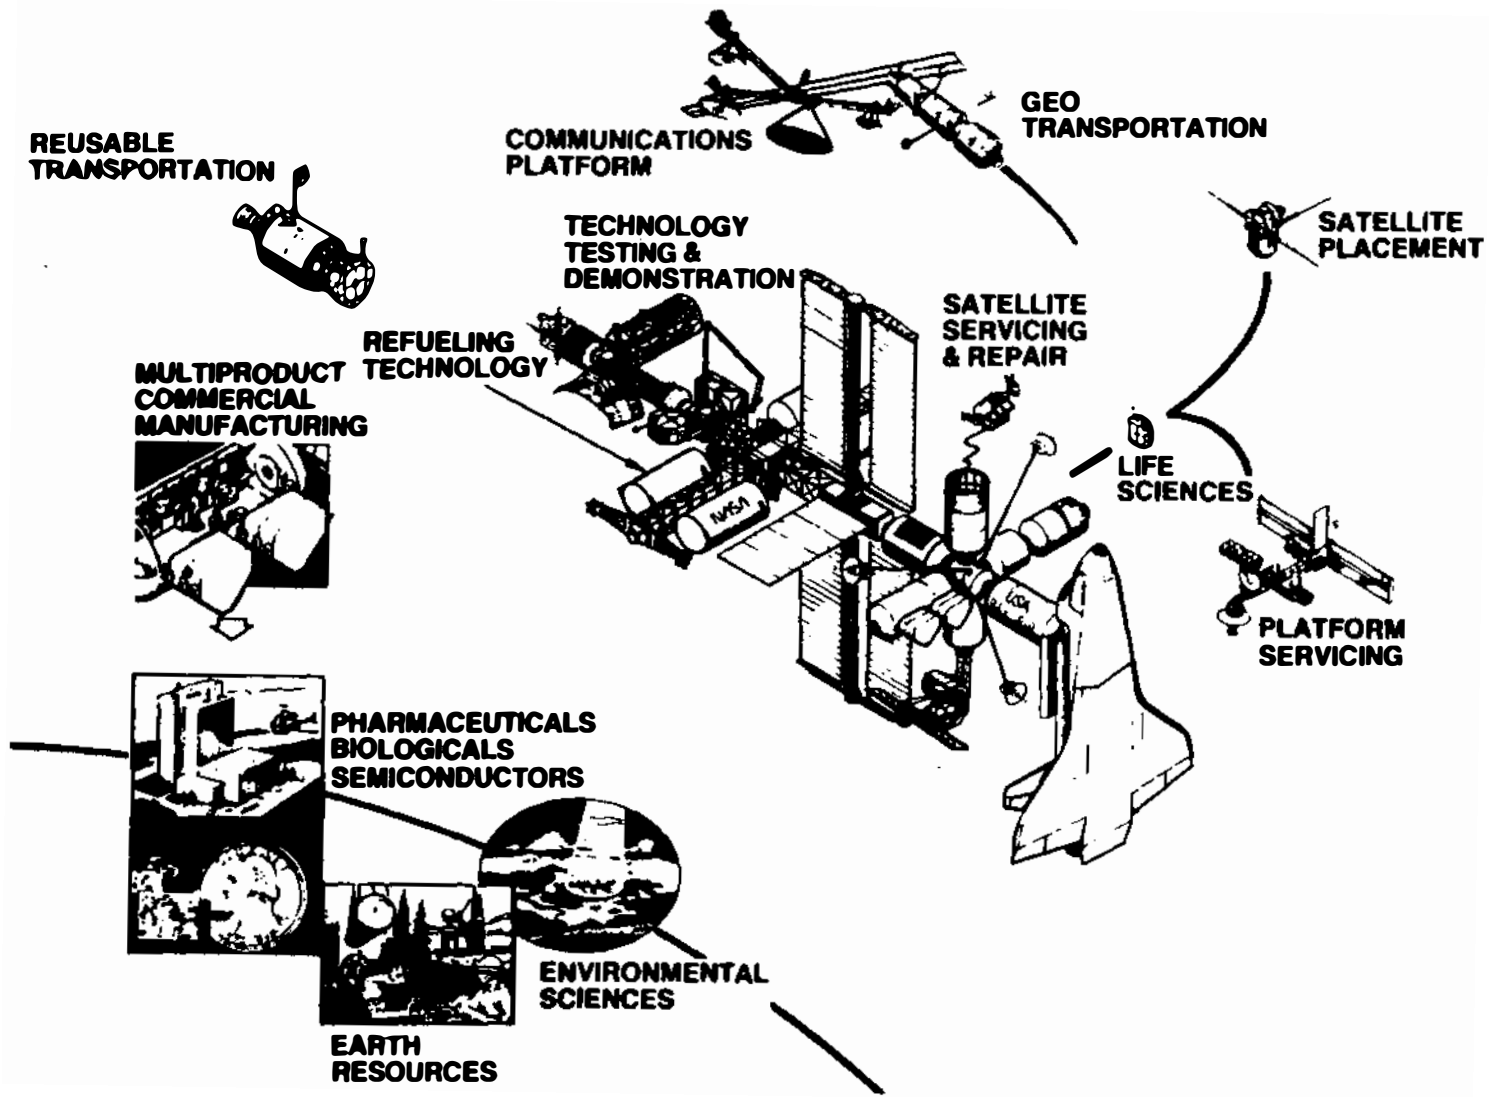 REUSABLE
TRANSPORTATION
COMMUNICATIONS
PLATFORM
GEO
TRANSPORTATION
SATELLITE
PLACEMENT
TECHNOLOGY
TESTING &
DEMONSTRATION
SATELLITE
SERVICING
& REPAIR
REFUELING
TECHNOLOGY
MULTIPRODUCT
COMMERCIAL
MANUFACTURING
LIFE
SCIENCES
NASA
USA
PLATFORM
SERVICING
PHARMACEUTICALS
BIOLOGICALS
SEMICONDUCTORS
ENVIRONMENTAL
SCIENCES
EARTH
RESOURCES